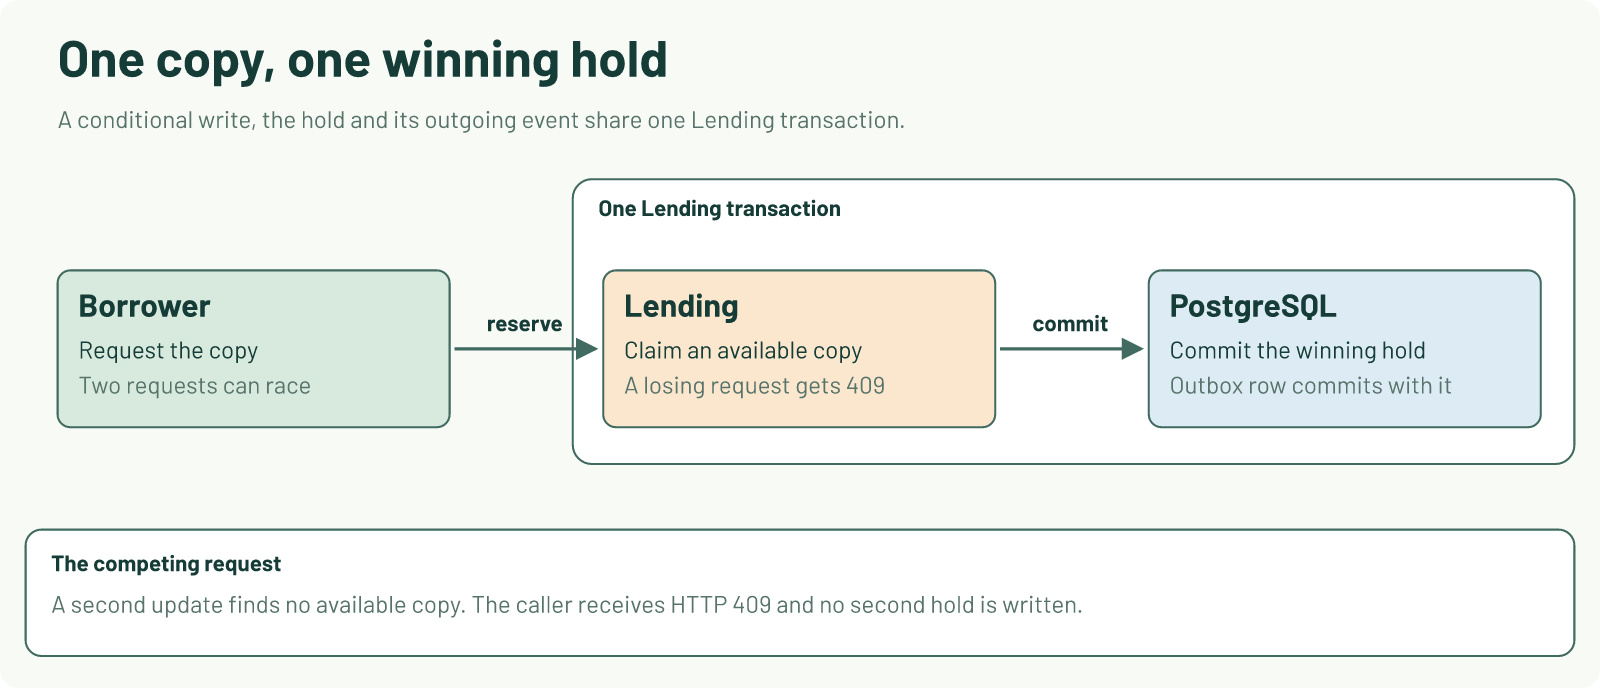 One copy, one winning hold
A conditional write, the hold and its outgoing event share one Lending transaction.
One Lending transaction
Borrower
Request the copy
Two requests can race
reserve
Lending
Claim an available copy
A losing request gets 409
commit
PostgreSQL
Commit the winning hold
Outbox row commits with it
The competing request
A second update finds no available copy. The caller receives HTTP 409 and no second hold is written.